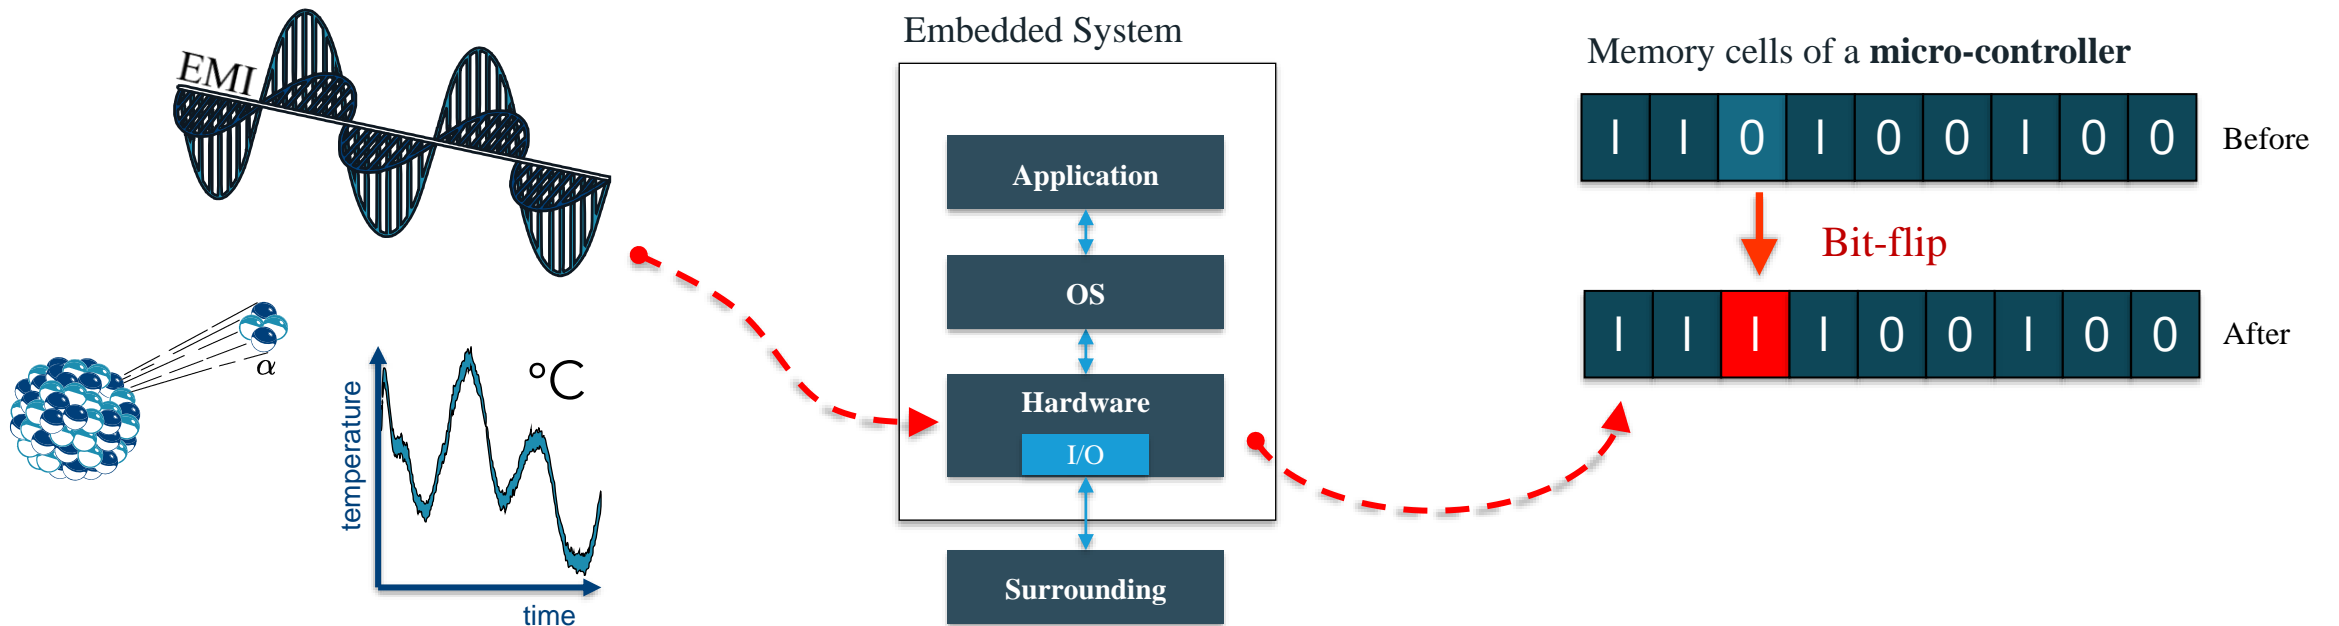 EMI
α
°C
temperature
time
Embedded System
Application
OS
Hardware
I/O
Surrounding
Memory cells of a micro-controller
1 1 0 1 0 0 1 0 0 Before
Bit-flip
1 1 1 1 0 0 1 0 0 After